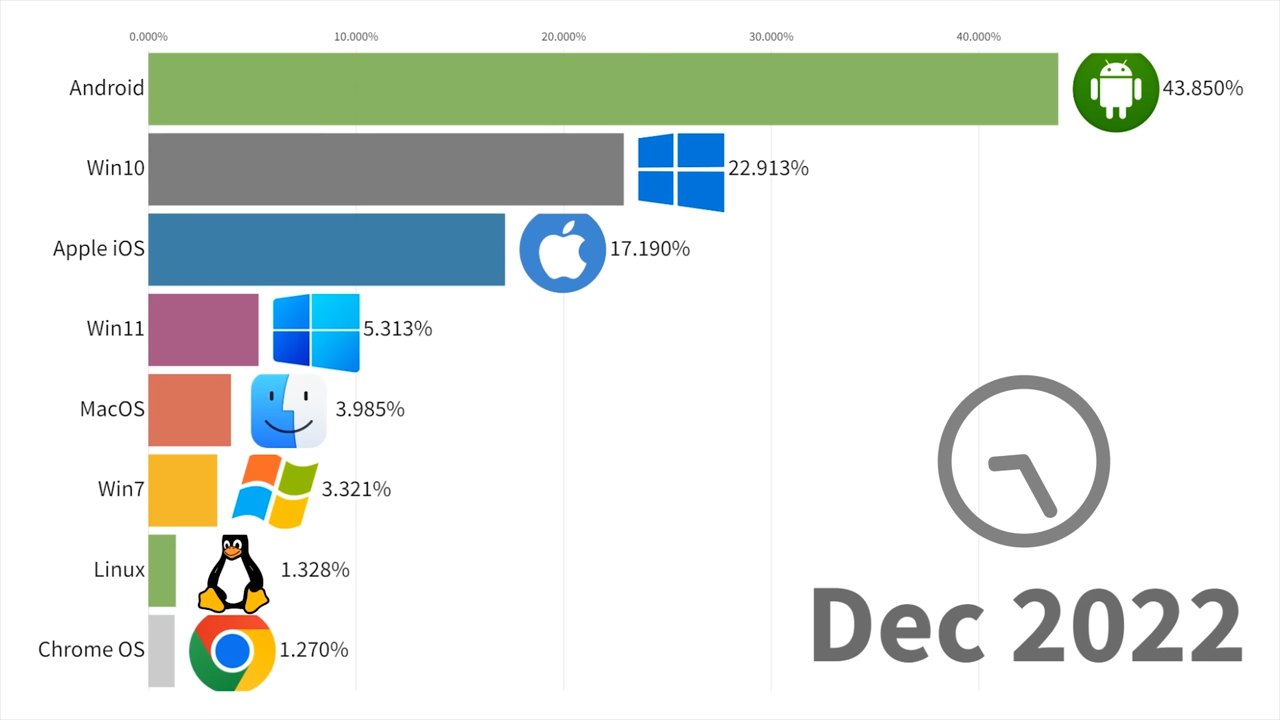 0.000% 10.000% 20.000% 30.000% 40.000%
Android 43.850%
Win10 22.913%
Apple iOS 17.190%
Win11 5.313%
MacOS 3.985%
Win7 3.321%
Linux 1.328%
Chrome OS 1.270%
Dec 2022